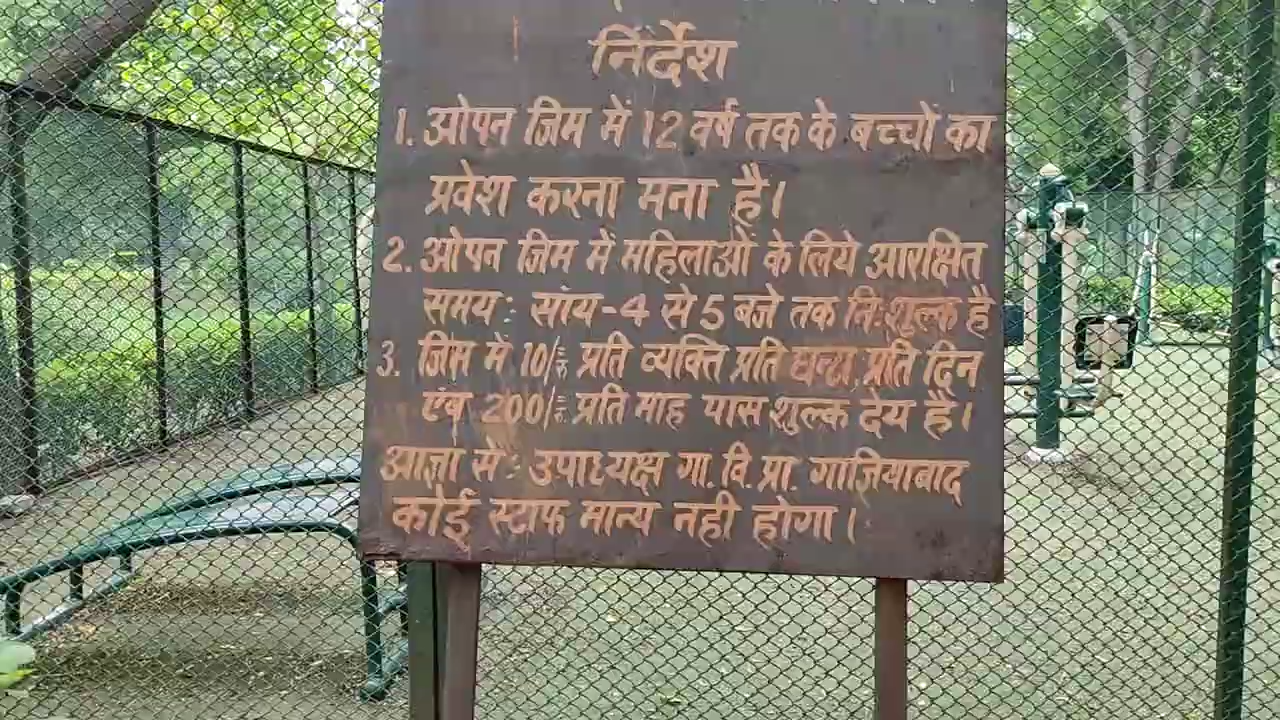 निर्देश
1. ओपन जिम में 12 वर्ष तक के बच्चों का
प्रवेश करना मना है।
2. ओपन जिम में महिलाओं के लिये आरक्षित
समय: सांय-4 से 5 बजे तक नि:शुल्क है
3. जिम में 10/- प्रति व्यक्ति प्रति घन्टा प्रति दिन
एंव 200/- प्रति माह पास शुल्क देय है।
आज्ञा से: उपाध्यक्ष गा. वि. प्रा. गाजियाबाद
कोई स्टाफ मान्य नही होगा।